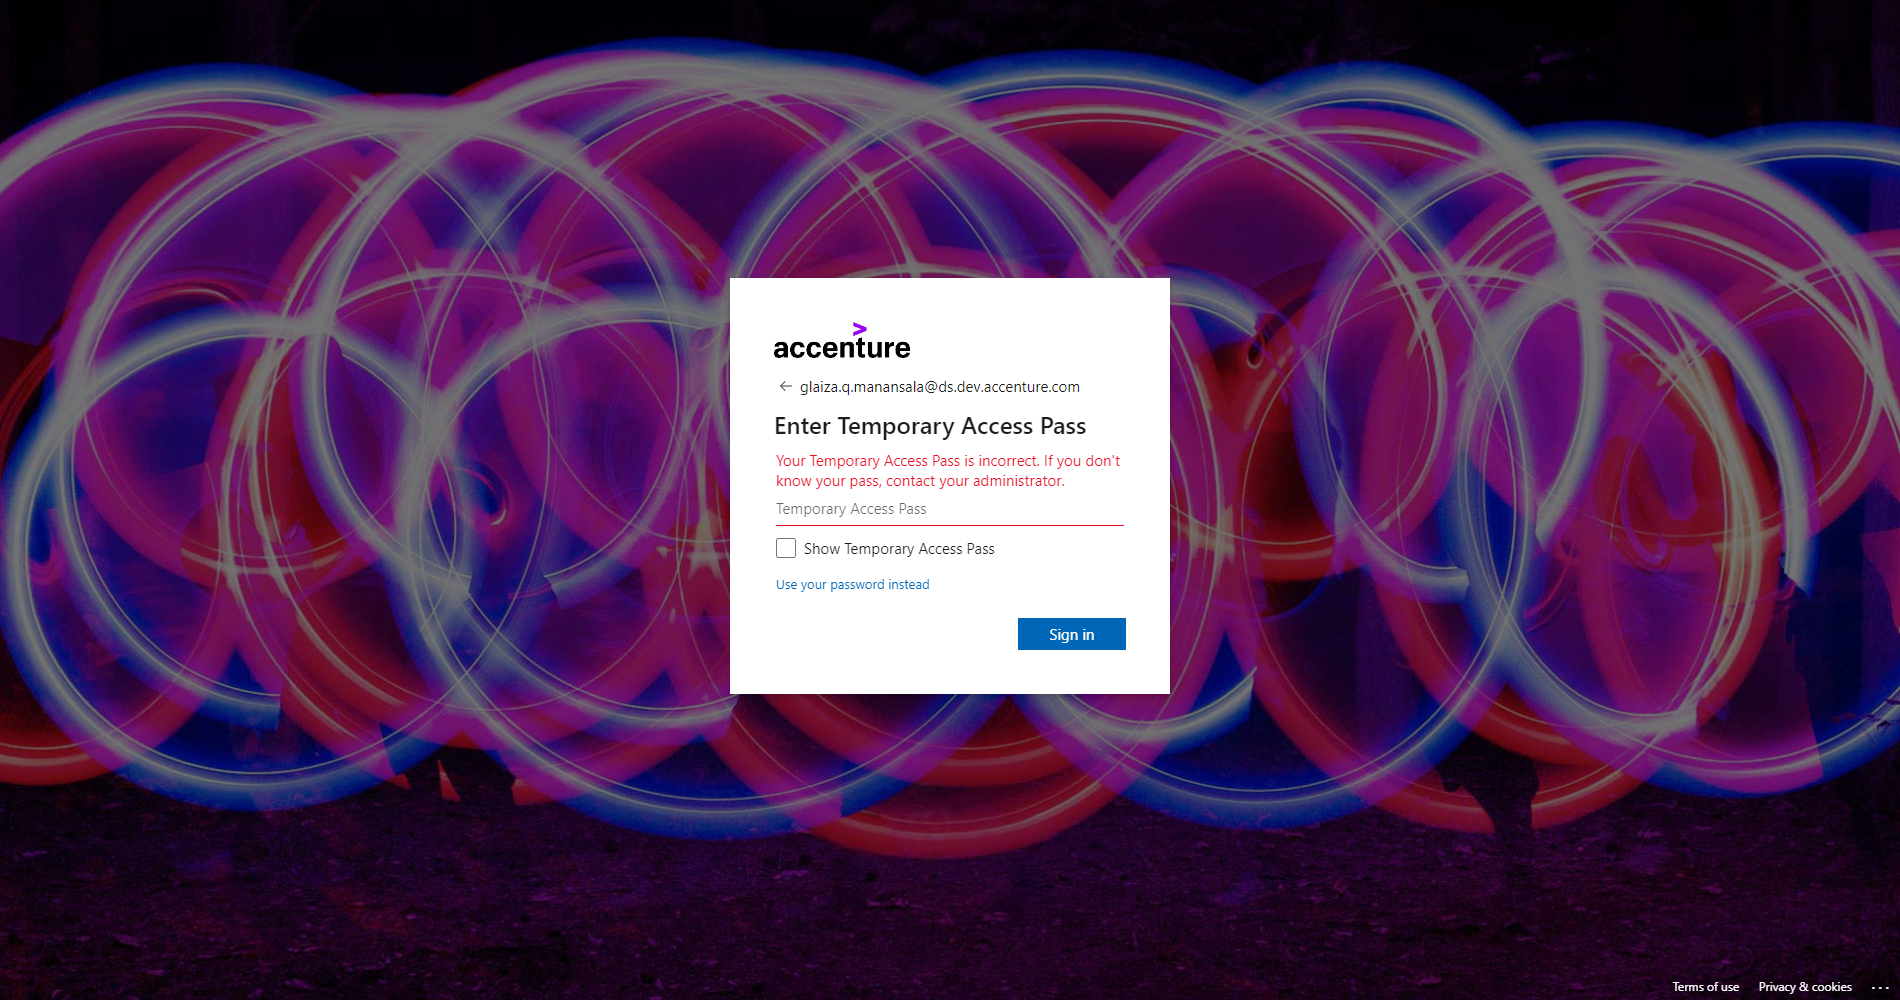 accenture
glaiza.q.manansala@ds.dev.accenture.com
Enter Temporary Access Pass
Your Temporary Access Pass is incorrect. If you don't
know your pass, contact your administrator.
Temporary Access Pass
Show Temporary Access Pass
Use your password instead
Sign in
Terms of use
Privacy & cookies
...